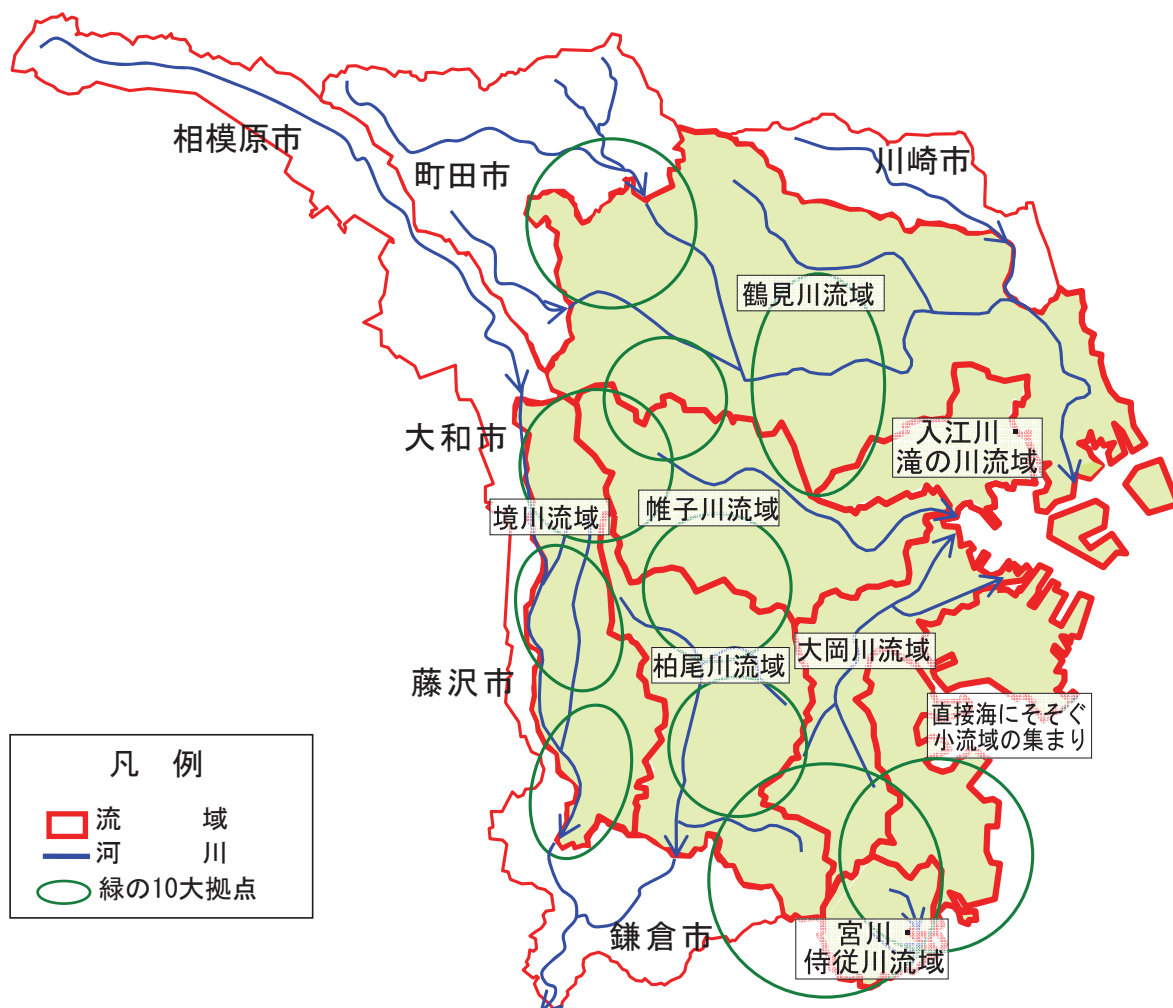 相模原市
町田市
川崎市
鶴見川流域
入江川・
滝の川流域
大和市
境川流域
帷子川流域
大岡川流域
柏尾川流域
藤沢市
直接海にそそぐ
小流域の集まり
凡 例
流 域
河 川
緑の10大拠点
鎌倉市
宮川・
侍従川流域